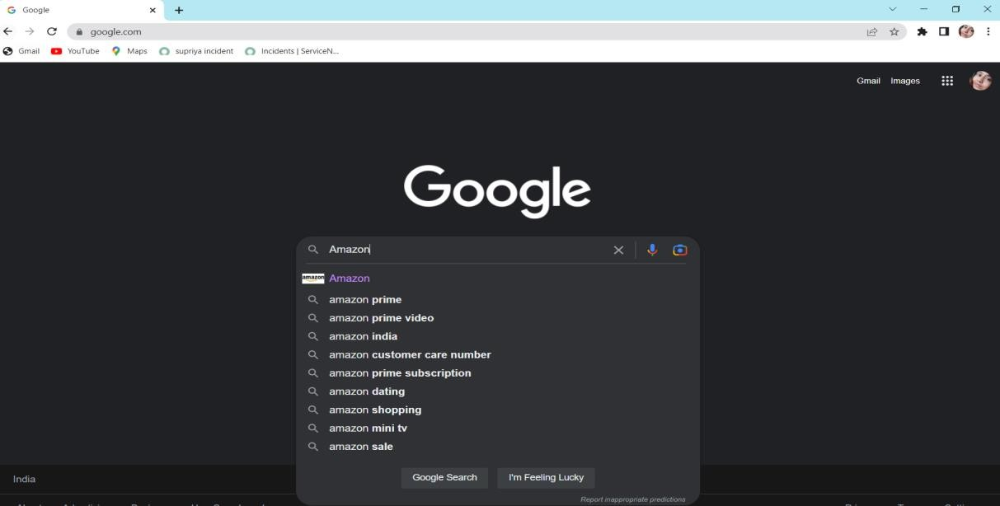 Google
google.com
Gmail YouTube Maps supriya incident Incidents | ServiceN...
Gmail Images
Google
Amazon
amazon Amazon
amazon prime
amazon prime video
amazon india
amazon customer care number
amazon prime subscription
amazon dating
amazon shopping
amazon mini tv
amazon sale
Google Search I'm Feeling Lucky
Report inappropriate predictions
India